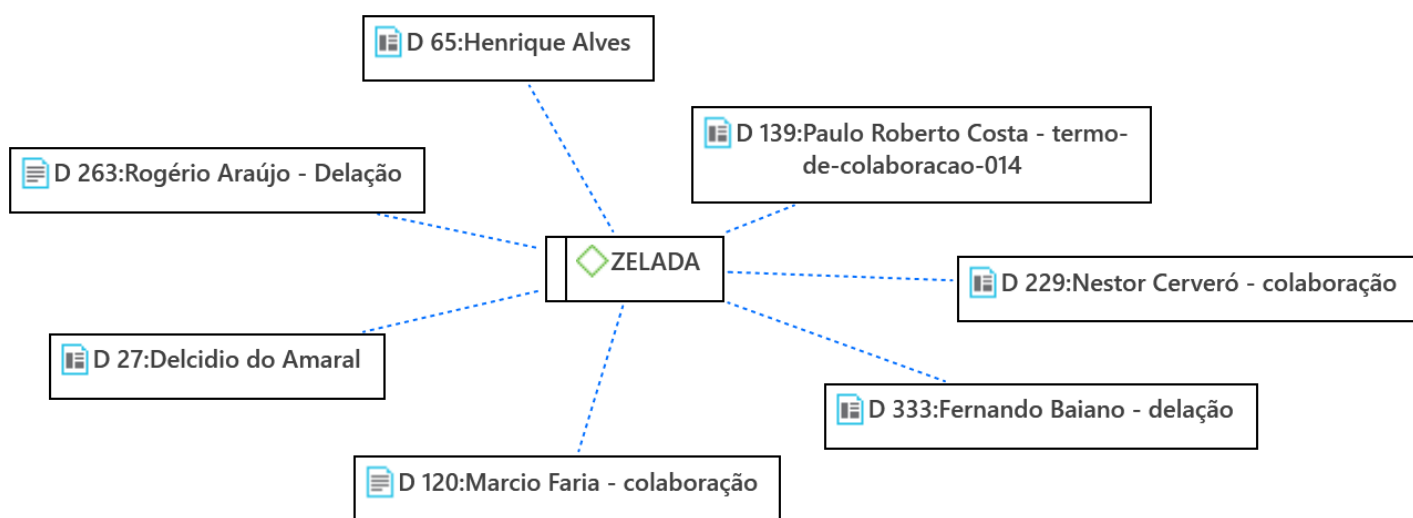 D 65:Henrique Alves
D 139:Paulo Roberto Costa - termo-
de-colaboracao-014
D 263:Rogério Araújo - Delação
ZELADA
D 229:Nestor Cerveró - colaboração
D 27:Delcidio do Amaral
D 333:Fernando Baiano - delação
D 120:Marcio Faria - colaboração